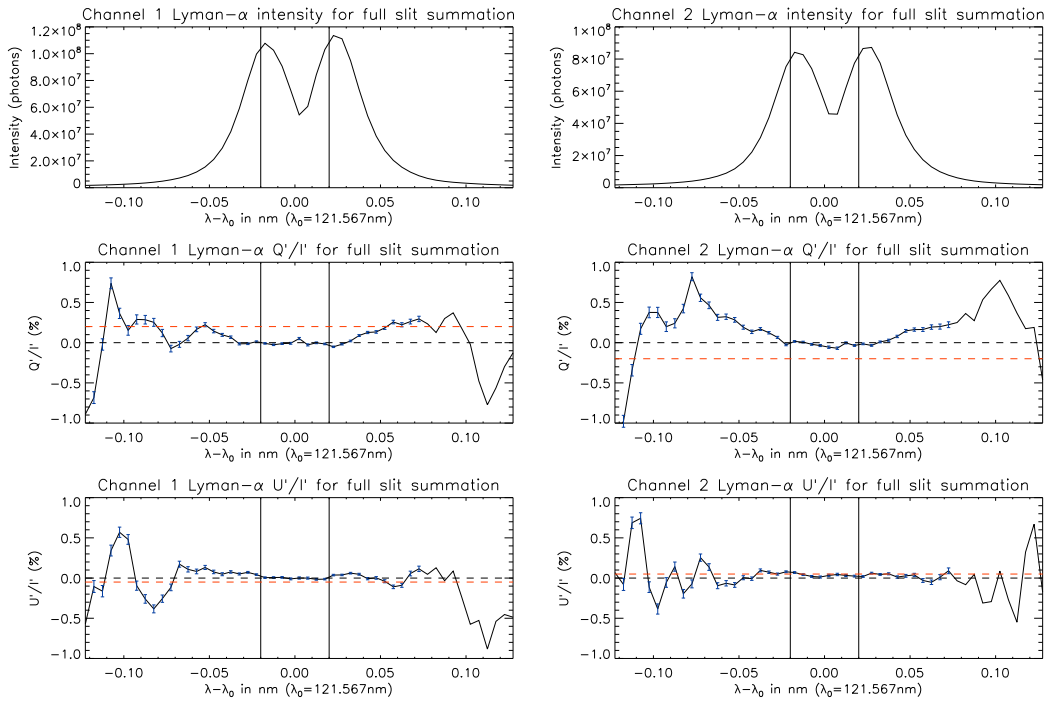 Channel 1 Lyman−α intensity for full slit summation
Intensity (photons)
1.2×10⁸
1.0×10⁸
8.0×10⁷
6.0×10⁷
4.0×10⁷
2.0×10⁷
0
−0.10 −0.05 0.00 0.05 0.10
λ−λ₀ in nm (λ₀=121.567nm)
Channel 2 Lyman−α intensity for full slit summation
Intensity (photons)
1×10⁸
8×10⁷
6×10⁷
4×10⁷
2×10⁷
0
−0.10 −0.05 0.00 0.05 0.10
λ−λ₀ in nm (λ₀=121.567nm)
Channel 1 Lyman−α Q'/I' for full slit summation
Q'/I' (%)
1.0
0.5
0.0
−0.5
−1.0
−0.10 −0.05 0.00 0.05 0.10
λ−λ₀ in nm (λ₀=121.567nm)
Channel 2 Lyman−α Q'/I' for full slit summation
Q'/I' (%)
1.0
0.5
0.0
−0.5
−1.0
−0.10 −0.05 0.00 0.05 0.10
λ−λ₀ in nm (λ₀=121.567nm)
Channel 1 Lyman−α U'/I' for full slit summation
U'/I' (%)
1.0
0.5
0.0
−0.5
−1.0
−0.10 −0.05 0.00 0.05 0.10
λ−λ₀ in nm (λ₀=121.567nm)
Channel 2 Lyman−α U'/I' for full slit summation
U'/I' (%)
1.0
0.5
0.0
−0.5
−1.0
−0.10 −0.05 0.00 0.05 0.10
λ−λ₀ in nm (λ₀=121.567nm)